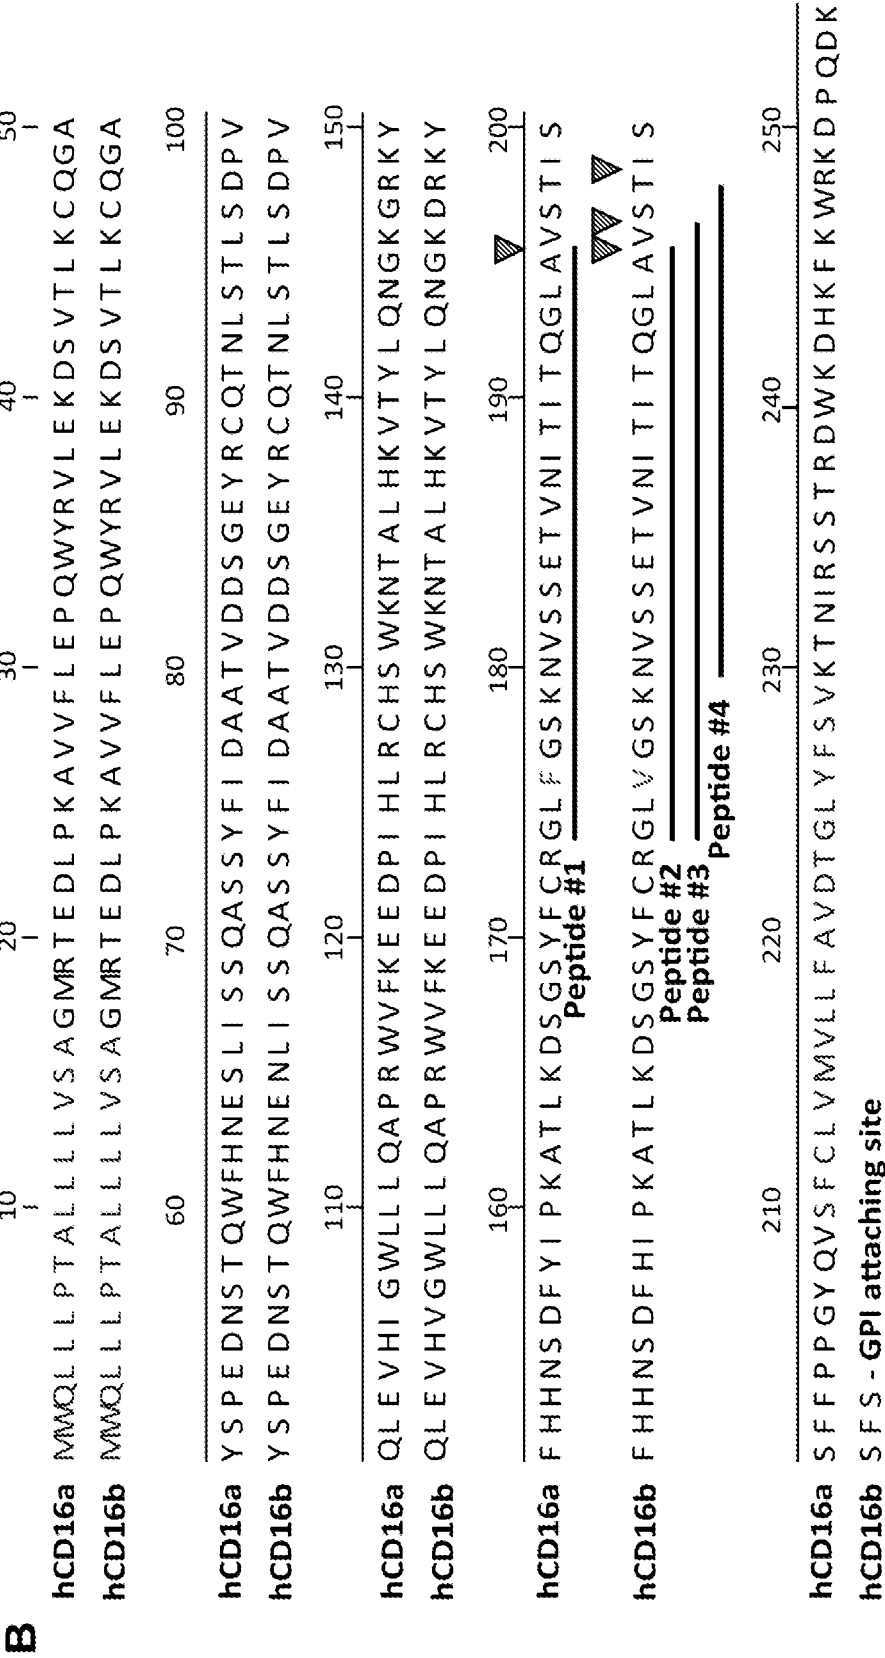 B
10 20 30 40 50
hCD16a MWQLLLPTALLLLVSAGMRTEDLPKAVVFLEPQWYRVLEKDSVTLKCQGA
hCD16b MWQLLLPTALLLLVSAGMRTEDLPKAVVFLEPQWYRVLEKDSVTLKCQGA
60 70 80 90 100
hCD16a YSPEDNSTQWFHNESLISSQASSYFIDAATVDDSGEYRCQTNLSTLSDPV
hCD16b YSPEDNSTQWFHNENLISSQASSYFIDAATVDDSGEYRCQTNLSTLSDPV
110 120 130 140 150
hCD16a QLEVHIGWLLLQAPRWVFKEEDPIHLRCHSWKNTALHKVTYLQNGKGRKY
hCD16b QLEVHVGWLLLQAPRWVFKEEDPIHLRCHSWKNTALHKVTYLQNGKDRKY
160 170 180 190 200
hCD16a FHHNSDFYIPKATLKDSGSYFCRGLFGSKNVSSETVNITITQGLAVSTIS
Peptide #1
hCD16b FHHNSDFHIPKATLKDSGSYFCRGLVGSKNVSSETVNITITQGLAVSTIS
Peptide #2
Peptide #3
Peptide #4
210 220 230 240 250
hCD16a SFFPPGYQVSFCLVMVLLFAVDTGLYFSVKTNIRSSTRDWKDHKFKWRKDPQDK
hCD16b SFS - GPI attaching site